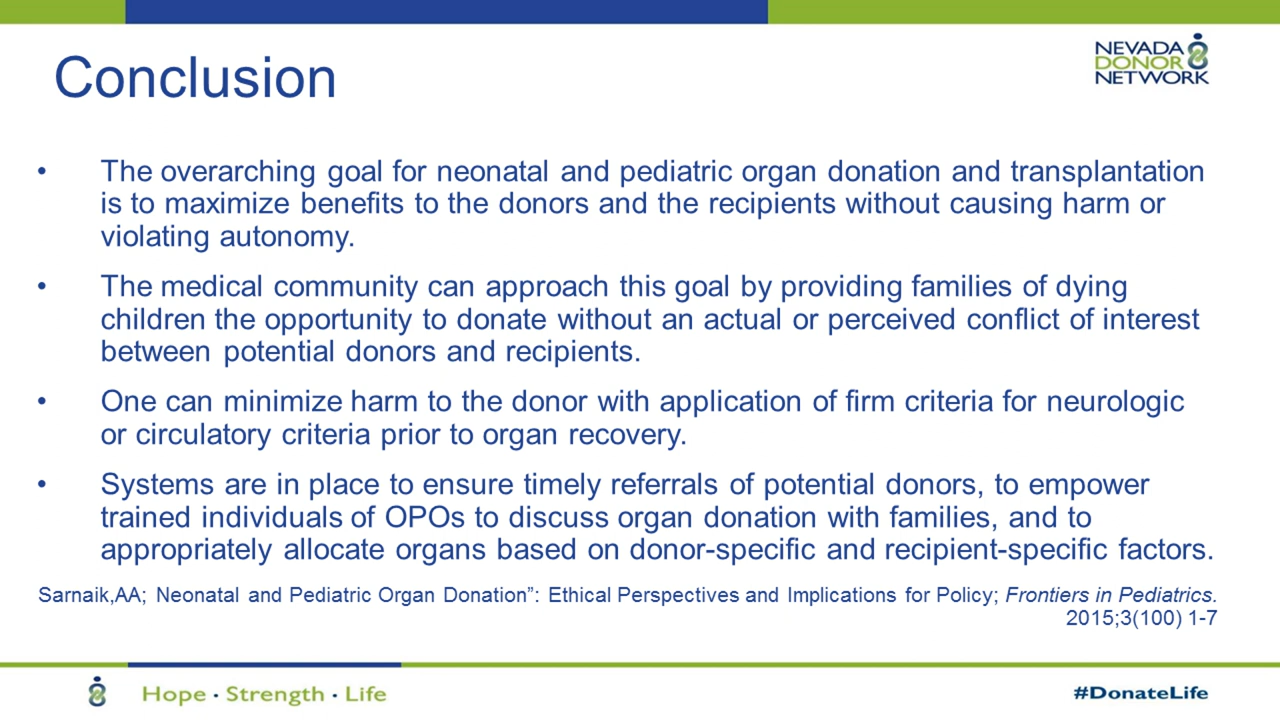 Conclusion
NEVADA
DONOR
NETWORK
• The overarching goal for neonatal and pediatric organ donation and transplantation
is to maximize benefits to the donors and the recipients without causing harm or
violating autonomy.
• The medical community can approach this goal by providing families of dying
children the opportunity to donate without an actual or perceived conflict of interest
between potential donors and recipients.
• One can minimize harm to the donor with application of firm criteria for neurologic
or circulatory criteria prior to organ recovery.
• Systems are in place to ensure timely referrals of potential donors, to empower
trained individuals of OPOs to discuss organ donation with families, and to
appropriately allocate organs based on donor-specific and recipient-specific factors.
Sarnaik,AA; Neonatal and Pediatric Organ Donation”: Ethical Perspectives and Implications for Policy; Frontiers in Pediatrics.
2015;3(100) 1-7
Hope · Strength · Life
#DonateLife